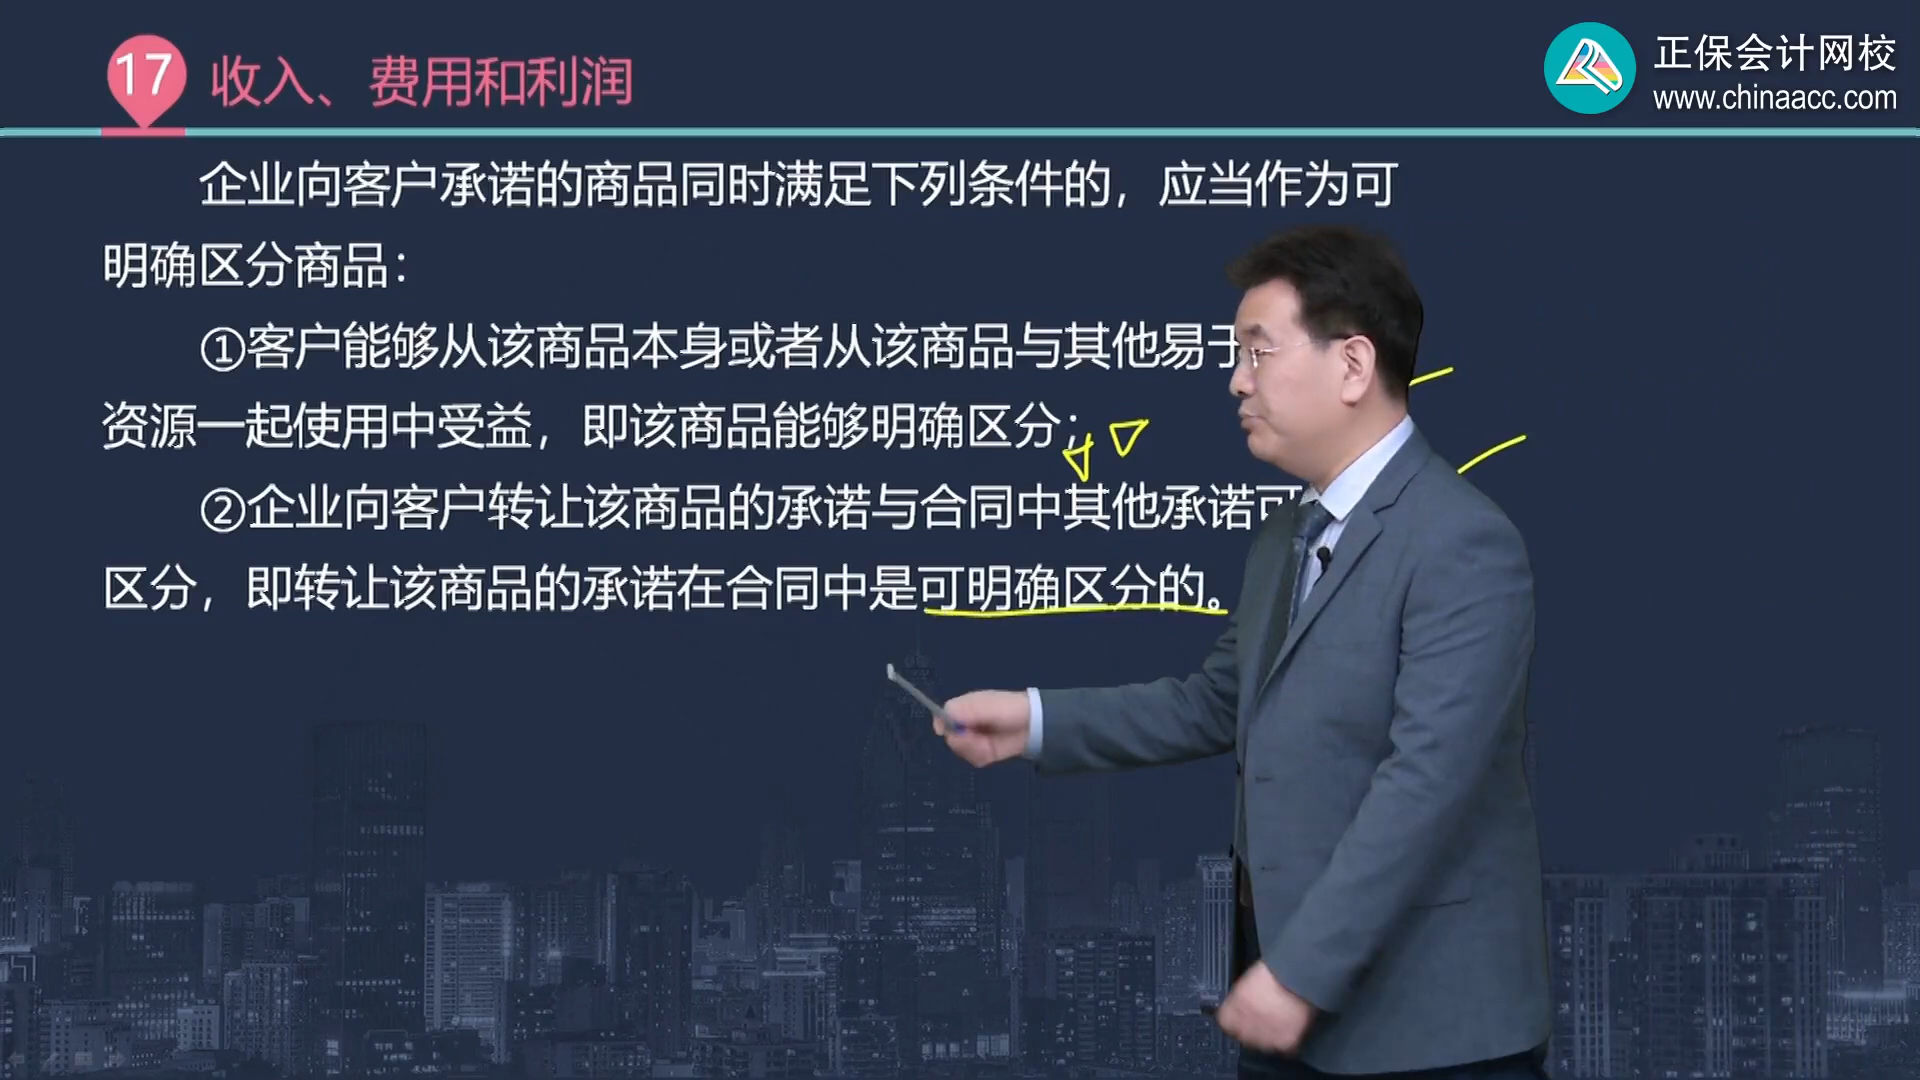 17 收入、费用和利润
正保会计网校
www.chinaacc.com
企业向客户承诺的商品同时满足下列条件的，应当作为可
明确区分商品：
①客户能够从该商品本身或者从该商品与其他易于
资源一起使用中受益，即该商品能够明确区分；
②企业向客户转让该商品的承诺与合同中其他承诺可
区分，即转让该商品的承诺在合同中是可明确区分的。